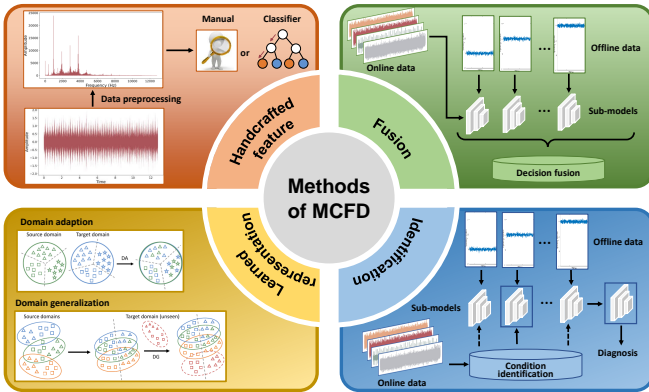 Manual
Classifier
or
Amplitude
Frequency (Hz)
Data preprocessing
Amplitude
Time
Handcrafted
feature
Online data
Offline data
Sub-models
Decision fusion
Fusion
Methods
of MCFD
Learned
representation
Identification
Domain adaption
Source domain
Target domain
DA
Domain generalization
Source domains
Target domain (unseen)
DG
Offline data
Sub-models
Diagnosis
Online data
Condition
identification